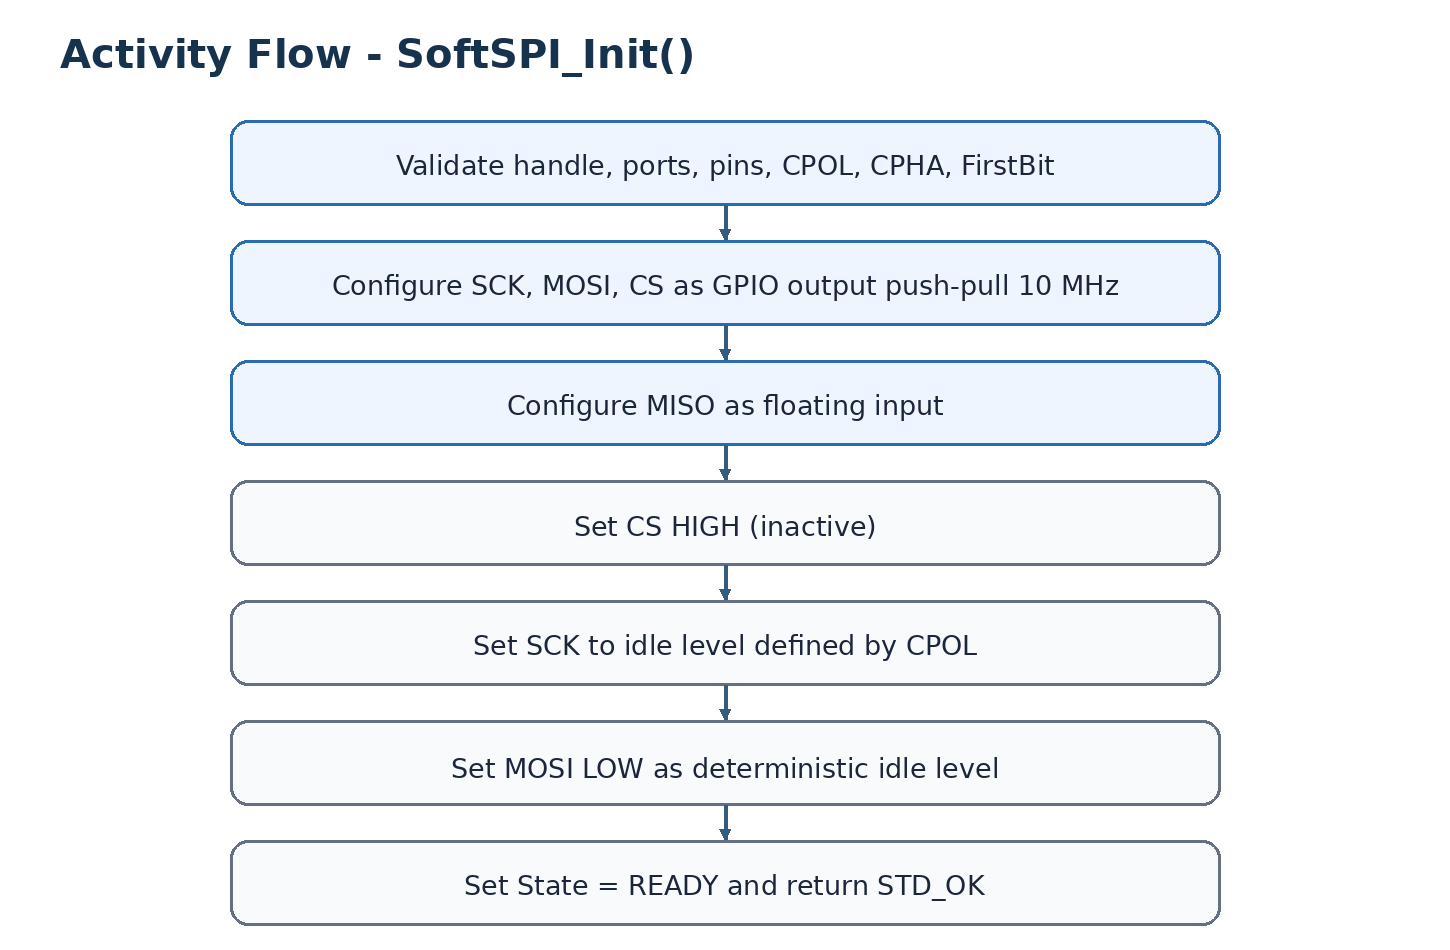 Activity Flow - SoftSPI_Init()
Validate handle, ports, pins, CPOL, CPHA, FirstBit
Configure SCK, MOSI, CS as GPIO output push-pull 10 MHz
Configure MISO as floating input
Set CS HIGH (inactive)
Set SCK to idle level defined by CPOL
Set MOSI LOW as deterministic idle level
Set State = READY and return STD_OK